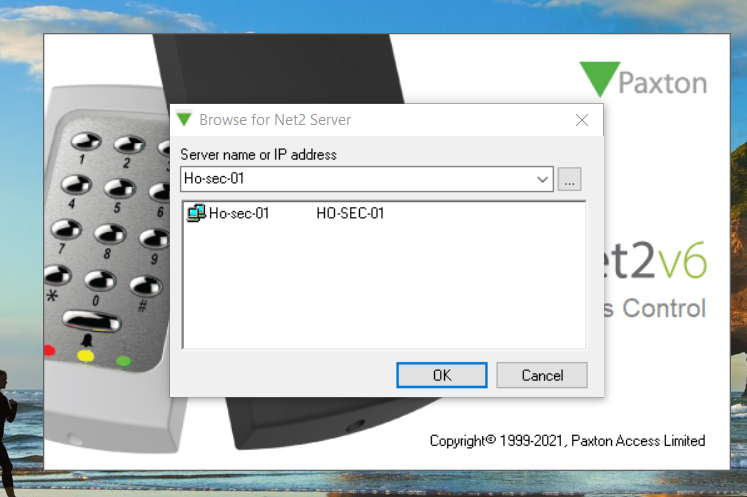 Paxton
Browse for Net2 Server
Server name or IP address
Ho-sec-01
...
Ho-sec-01 HO-SEC-01
OK Cancel
1 2 3
4 5 6
7 8 9
* 0 #
et2v6
s Control
Copyright© 1999-2021, Paxton Access Limited